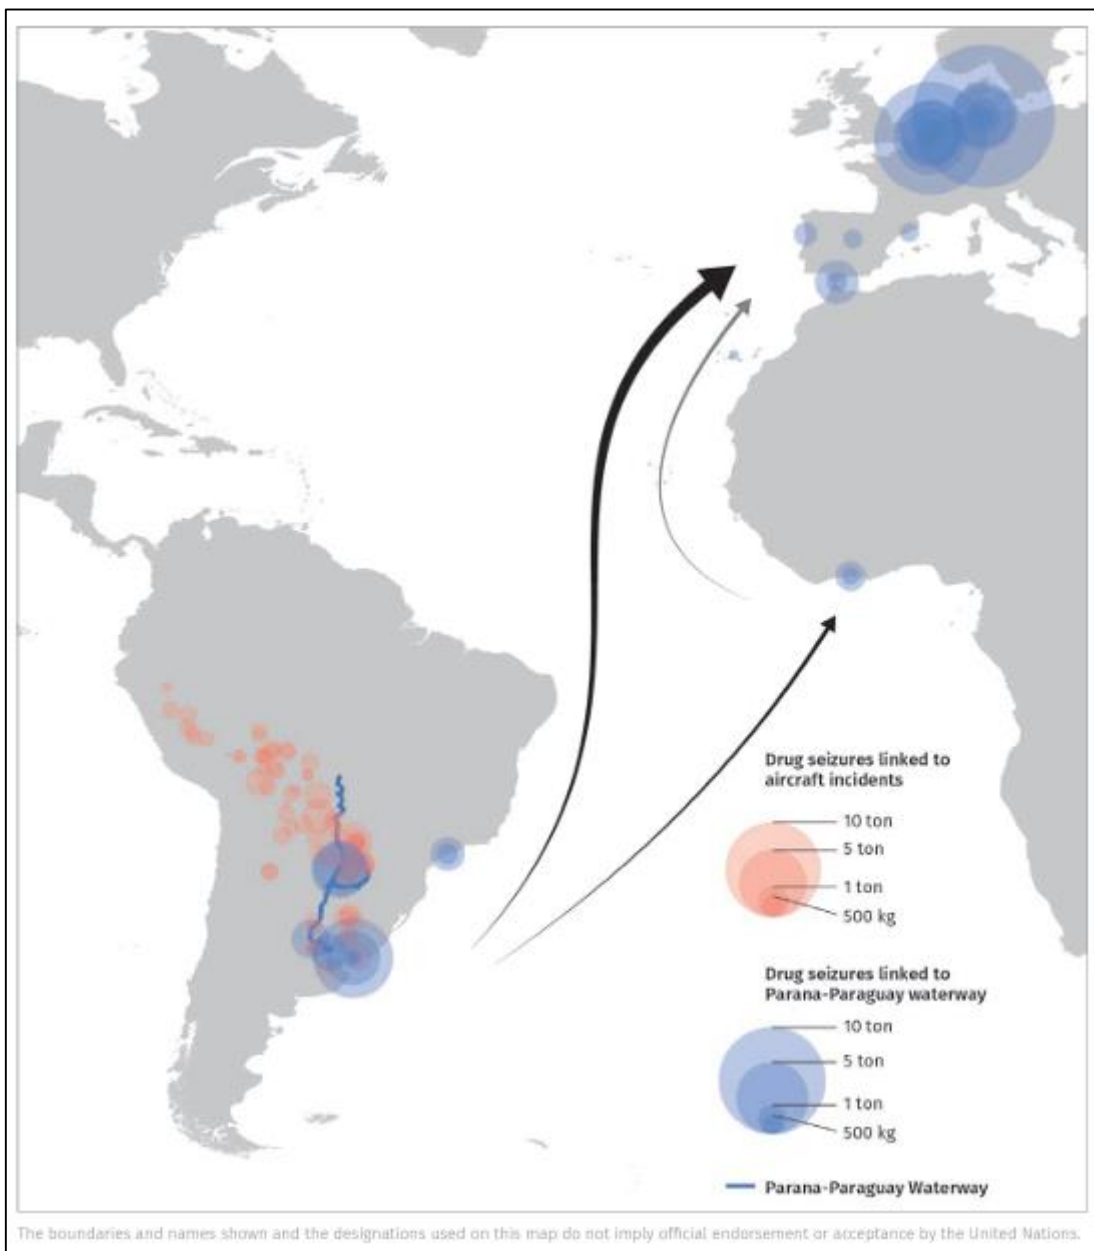 Drug seizures linked to
aircraft incidents
10 ton
5 ton
1 ton
500 kg
Drug seizures linked to
Parana-Paraguay waterway
10 ton
5 ton
1 ton
500 kg
Parana-Paraguay Waterway
The boundaries and names shown and the designations used on this map do not imply official endorsement or acceptance by the United Nations.